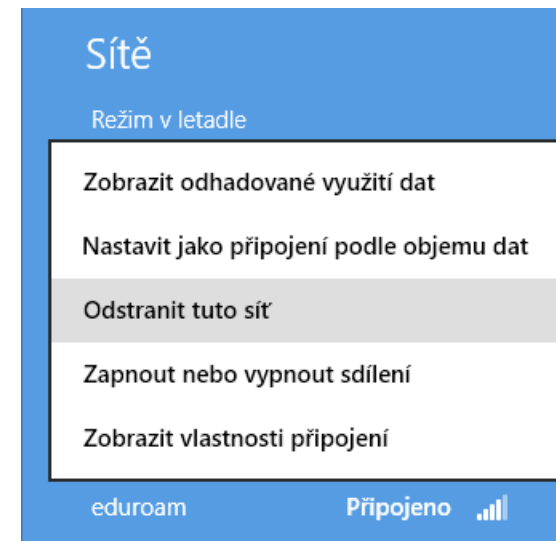 Sítě
Režim v letadle
Zobrazit odhadované využití dat
Nastavit jako připojení podle objemu dat
Odstranit tuto síť
Zapnout nebo vypnout sdílení
Zobrazit vlastnosti připojení
eduroam Připojeno